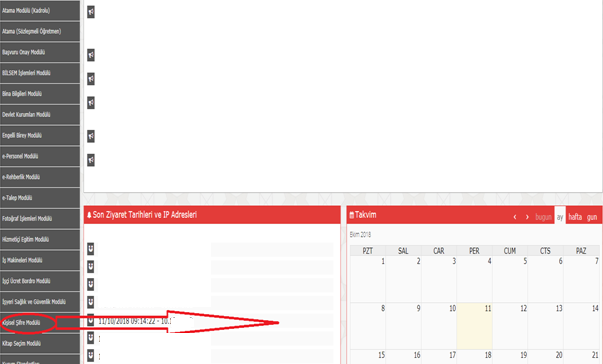 Atama Modülü (Kadrolu)
Atama (Sözleşmeli Öğretmen)
Başvuru Onay Modülü
BİLSEM İşlemleri Modülü
Bina Bilgileri Modülü
Devlet Kurumları Modülü
Engelli Birey Modülü
e-Personel Modülü
e-Rehberlik Modülü
e-Talep Modülü
Fotoğraf İşlemleri Modülü
Hizmetiçi Eğitim Modülü
İş Makineleri Modülü
İşçi Ücret Bordro Modülü
İşyeri Sağlık ve Güvenlik Modülü
Kişisel Şifre Modülü
Kitap Seçim Modülü
Son Ziyaret Tarihleri ve IP Adresleri
11/10/2018 09:14:22 - 10.
Takvim
‹ › bugün ay hafta gun
Ekim 2018
PZT SAL ÇAR PER CUM CTS PAZ
1 2 3 4 5 6 7
8 9 10 11 12 13 14
15 16 17 18 19 20 21